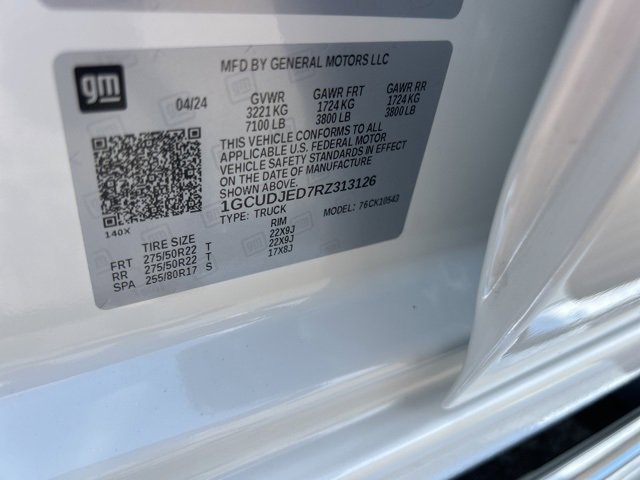 gm
MFD BY GENERAL MOTORS LLC
04/24 GVWR GAWR FRT GAWR RR
3221 KG 1724 KG 1724 KG
7100 LB 3800 LB 3800 LB
THIS VEHICLE CONFORMS TO ALL
APPLICABLE U.S. FEDERAL MOTOR
VEHICLE SAFETY STANDARDS IN EFFECT
ON THE DATE OF MANUFACTURE
1GCUDJED7RZ313126
140X TYPE: TRUCK MODEL: 76CK10543
TIRE SIZE RIM
FRT 275/50R22 T 22X9J
RR 275/50R22 T 22X9J
SPA 255/80R17 S 17X8J